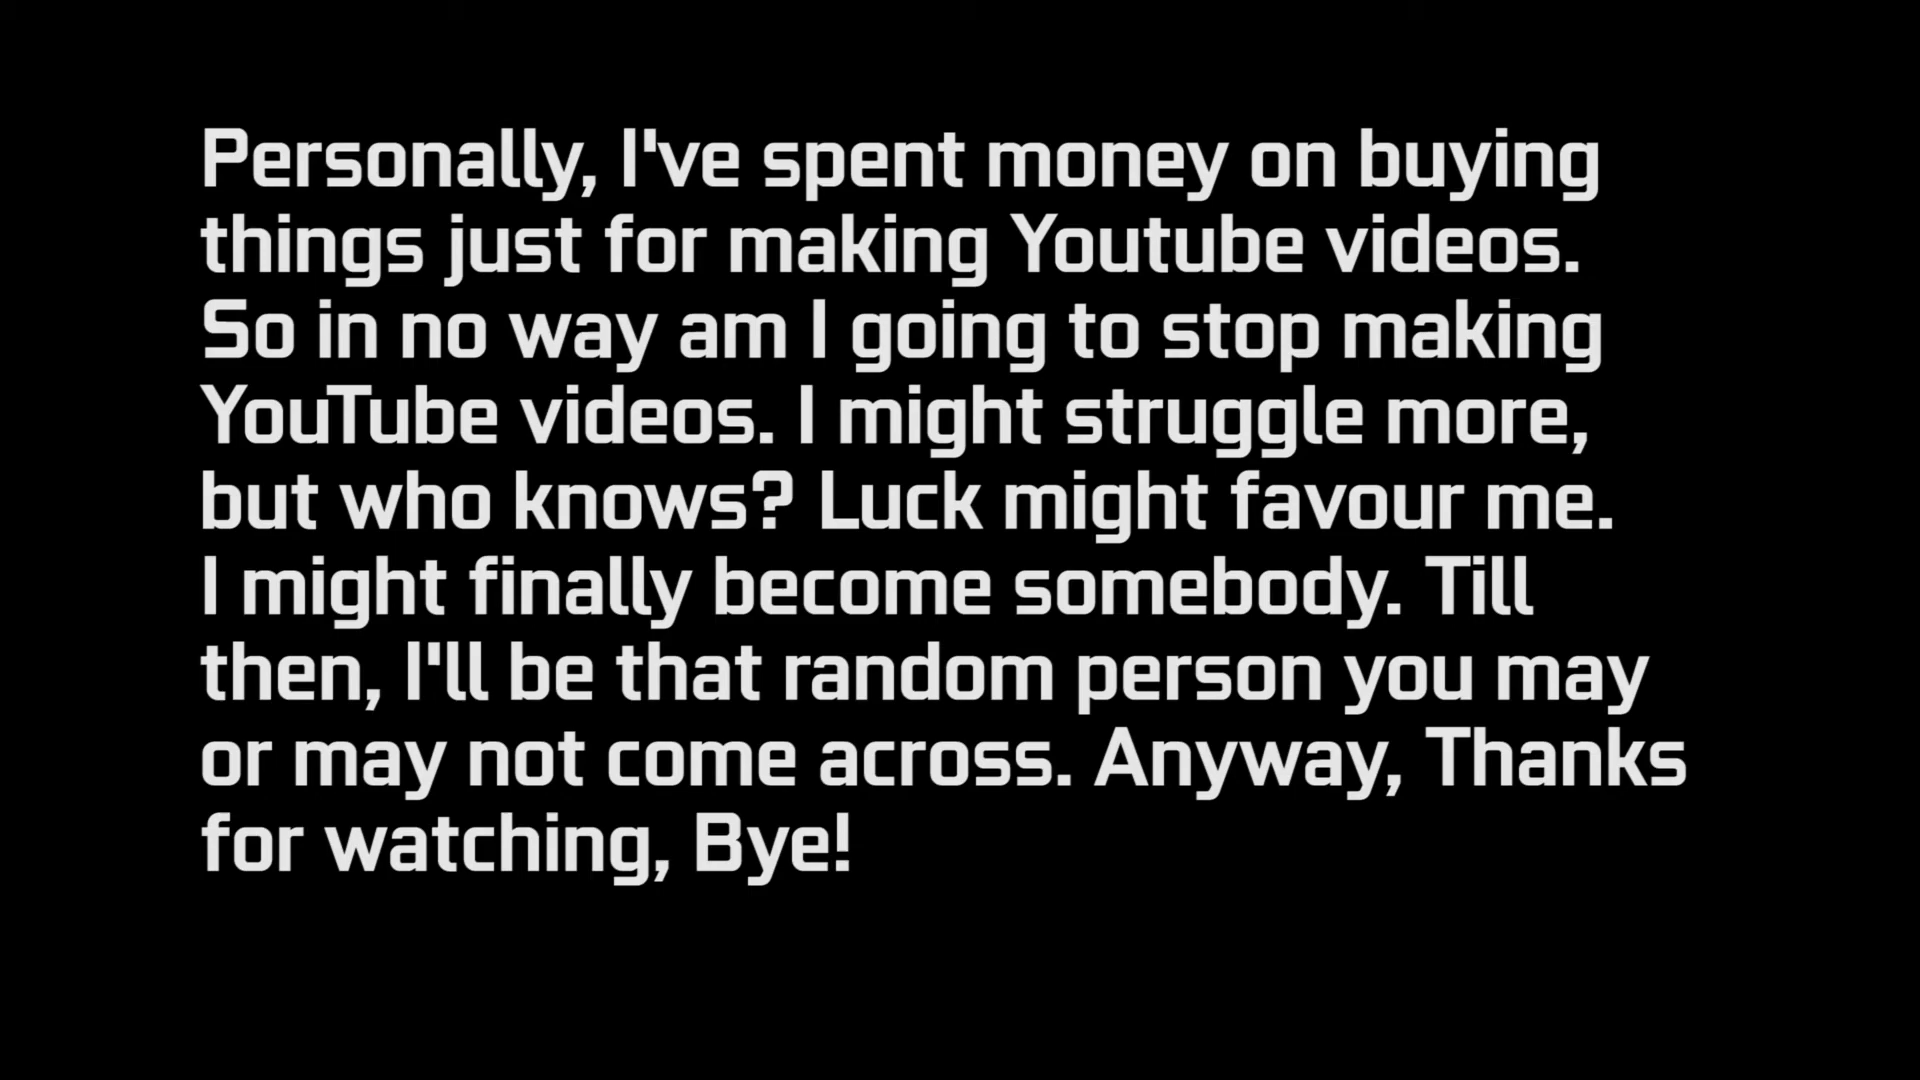 Personally, I've spent money on buying
things just for making Youtube videos.
So in no way am I going to stop making
YouTube videos. I might struggle more,
but who knows? Luck might favour me.
I might finally become somebody. Till
then, I'll be that random person you may
or may not come across. Anyway, Thanks
for watching, Bye!